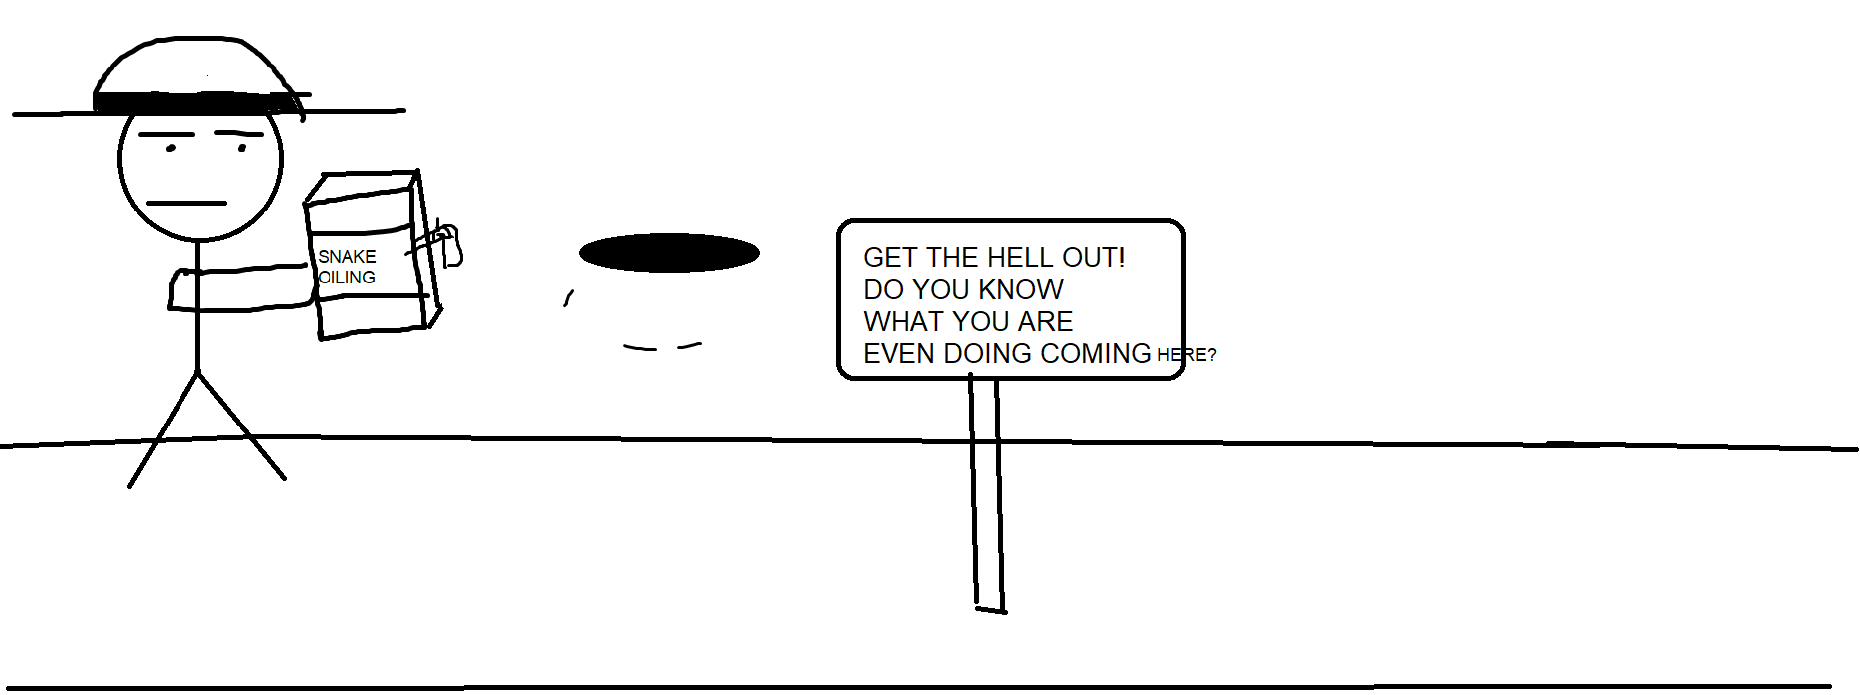 SNAKE
OILING
GET THE HELL OUT!
DO YOU KNOW
WHAT YOU ARE
EVEN DOING COMING HERE?